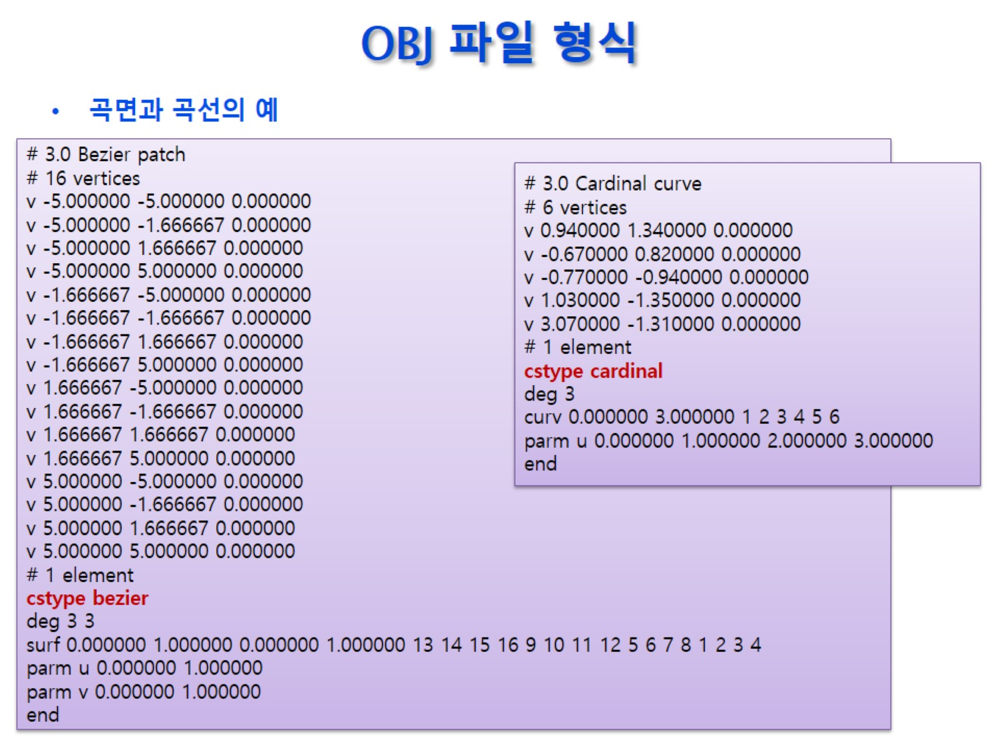 OBJ 파일 형식
• 곡면과 곡선의 예
# 3.0 Bezier patch
# 16 vertices
v -5.000000 -5.000000 0.000000
v -5.000000 -1.666667 0.000000
v -5.000000 1.666667 0.000000
v -5.000000 5.000000 0.000000
v -1.666667 -5.000000 0.000000
v -1.666667 -1.666667 0.000000
v -1.666667 1.666667 0.000000
v -1.666667 5.000000 0.000000
v 1.666667 -5.000000 0.000000
v 1.666667 -1.666667 0.000000
v 1.666667 1.666667 0.000000
v 1.666667 5.000000 0.000000
v 5.000000 -5.000000 0.000000
v 5.000000 -1.666667 0.000000
v 5.000000 1.666667 0.000000
v 5.000000 5.000000 0.000000
# 1 element
cstype bezier
deg 3 3
surf 0.000000 1.000000 0.000000 1.000000 13 14 15 16 9 10 11 12 5 6 7 8 1 2 3 4
parm u 0.000000 1.000000
parm v 0.000000 1.000000
end
# 3.0 Cardinal curve
# 6 vertices
v 0.940000 1.340000 0.000000
v -0.670000 0.820000 0.000000
v -0.770000 -0.940000 0.000000
v 1.030000 -1.350000 0.000000
v 3.070000 -1.310000 0.000000
# 1 element
cstype cardinal
deg 3
curv 0.000000 3.000000 1 2 3 4 5 6
parm u 0.000000 1.000000 2.000000 3.000000
end